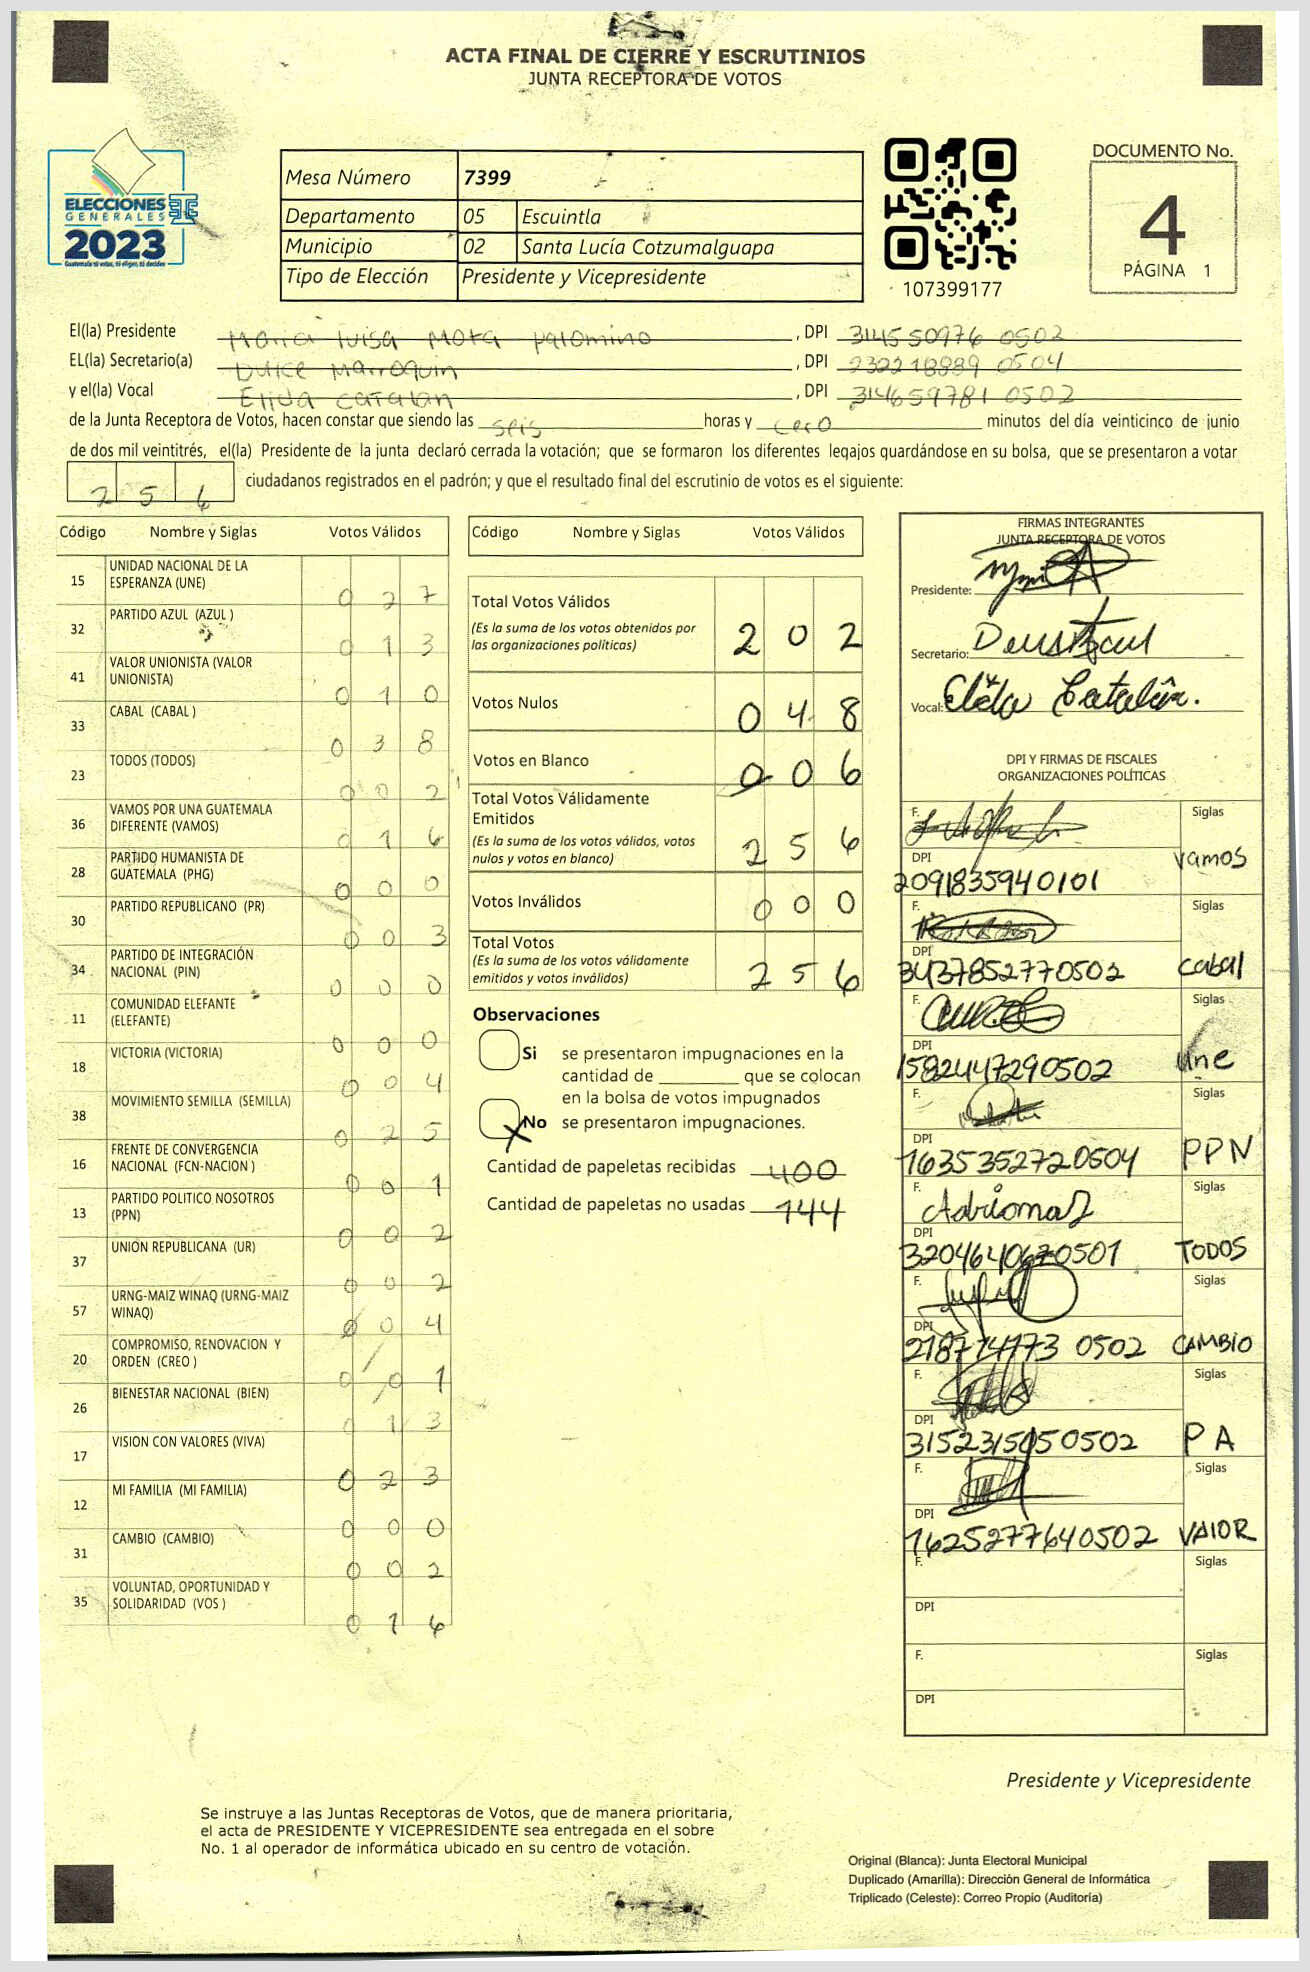 ACTA FINAL DE CIERRE Y ESCRUTINIOS
JUNTA RECEPTORA DE VOTOS
ELECCIONES
GENERALES
2023
Guatemala tú votas, tú eliges, tú decides
Mesa Número 7399
Departamento 05 Escuintla
Municipio 02 Santa Lucía Cotzumalguapa
Tipo de Elección Presidente y Vicepresidente
107399177
DOCUMENTO No.
4
PÁGINA 1
El(la) Presidente Maria luisa Mota palomino, DPI 314550976 0502
EL(la) Secretario(a) Dulce Marroquin, DPI 232218889 0504
y el(la) Vocal Elida catalan, DPI 314659781 0502
de la Junta Receptora de Votos, hacen constar que siendo las seis horas y cero minutos del día veinticinco de junio
de dos mil veintitrés, el(la) Presidente de la junta declaró cerrada la votación; que se formaron los diferentes legajos guardándose en su bolsa, que se presentaron a votar
256 ciudadanos registrados en el padrón; y que el resultado final del escrutinio de votos es el siguiente:
Código Nombre y Siglas Votos Válidos
15 UNIDAD NACIONAL DE LA ESPERANZA (UNE) 0 2 7
32 PARTIDO AZUL (AZUL ) 0 1 3
41 VALOR UNIONISTA (VALOR UNIONISTA) 0 1 0
33 CABAL (CABAL ) 0 3 8
23 TODOS (TODOS) 0 0 2
36 VAMOS POR UNA GUATEMALA DIFERENTE (VAMOS) 0 1 6
28 PARTIDO HUMANISTA DE GUATEMALA (PHG) 0 0 0
30 PARTIDO REPUBLICANO (PR) 0 0 3
34 PARTIDO DE INTEGRACIÓN NACIONAL (PIN) 0 0 0
11 COMUNIDAD ELEFANTE (ELEFANTE) 0 0 0
18 VICTORIA (VICTORIA) 0 0 4
38 MOVIMIENTO SEMILLA (SEMILLA) 0 2 5
16 FRENTE DE CONVERGENCIA NACIONAL (FCN-NACION ) 0 0 1
13 PARTIDO POLITICO NOSOTROS (PPN) 0 0 2
37 UNIÓN REPUBLICANA (UR) 0 0 2
57 URNG-MAIZ WINAQ (URNG-MAIZ WINAQ) 0 0 4
20 COMPROMISO, RENOVACION Y ORDEN (CREO ) 0 0 1
26 BIENESTAR NACIONAL (BIEN) 0 1 3
17 VISION CON VALORES (VIVA) 0 2 3
12 MI FAMILIA (MI FAMILIA) 0 0 0
31 CAMBIO (CAMBIO) 0 0 2
35 VOLUNTAD, OPORTUNIDAD Y SOLIDARIDAD (VOS ) 0 1 6
Código Nombre y Siglas Votos Válidos
Total Votos Válidos 2 0 2
(Es la suma de los votos obtenidos por
las organizaciones políticas)
Votos Nulos 0 4 8
Votos en Blanco 0 0 6
Total Votos Válidamente
Emitidos 2 5 6
(Es la suma de los votos válidos, votos
nulos y votos en blanco)
Votos Inválidos 0 0 0
Total Votos 2 5 6
(Es la suma de los votos válidamente
emitidos y votos inválidos)
Observaciones
Si se presentaron impugnaciones en la
cantidad de ________ que se colocan
en la bolsa de votos impugnados
X No se presentaron impugnaciones.
Cantidad de papeletas recibidas 400
Cantidad de papeletas no usadas 144
FIRMAS INTEGRANTES
JUNTA RECEPTORA DE VOTOS
Presidente:
Secretario:
Vocal: Elida Catalán.
DPI Y FIRMAS DE FISCALES
ORGANIZACIONES POLÍTICAS
F. Siglas
DPI vamos
2091835940101
F. Siglas
DPI
3437852770502 cabal
F. Siglas
DPI
1582447290502 une
F. Siglas
DPI
1635352720504 PPN
F. Siglas
DPI
3204640670501 TODOS
F. Siglas
DPI
218774173 0502 CAMBIO
F. Siglas
DPI
3152315050502 PA
F. Siglas
DPI
1625277640502 VAlOR
F. Siglas
DPI
F. Siglas
DPI
Presidente y Vicepresidente
Se instruye a las Juntas Receptoras de Votos, que de manera prioritaria,
el acta de PRESIDENTE Y VICEPRESIDENTE sea entregada en el sobre
No. 1 al operador de informática ubicado en su centro de votación.
Original (Blanca): Junta Electoral Municipal
Duplicado (Amarilla): Dirección General de Informática
Triplicado (Celeste): Correo Propio (Auditoría)